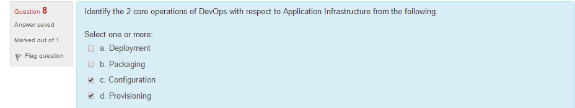 Question 8
Answer saved
Marked out of 1
Flag question
Identify the 2 core operations of DevOps with respect to Application Infrastructure from the following.
Select one or more:
a. Deployment
b. Packaging
c. Configuration
d. Provisioning